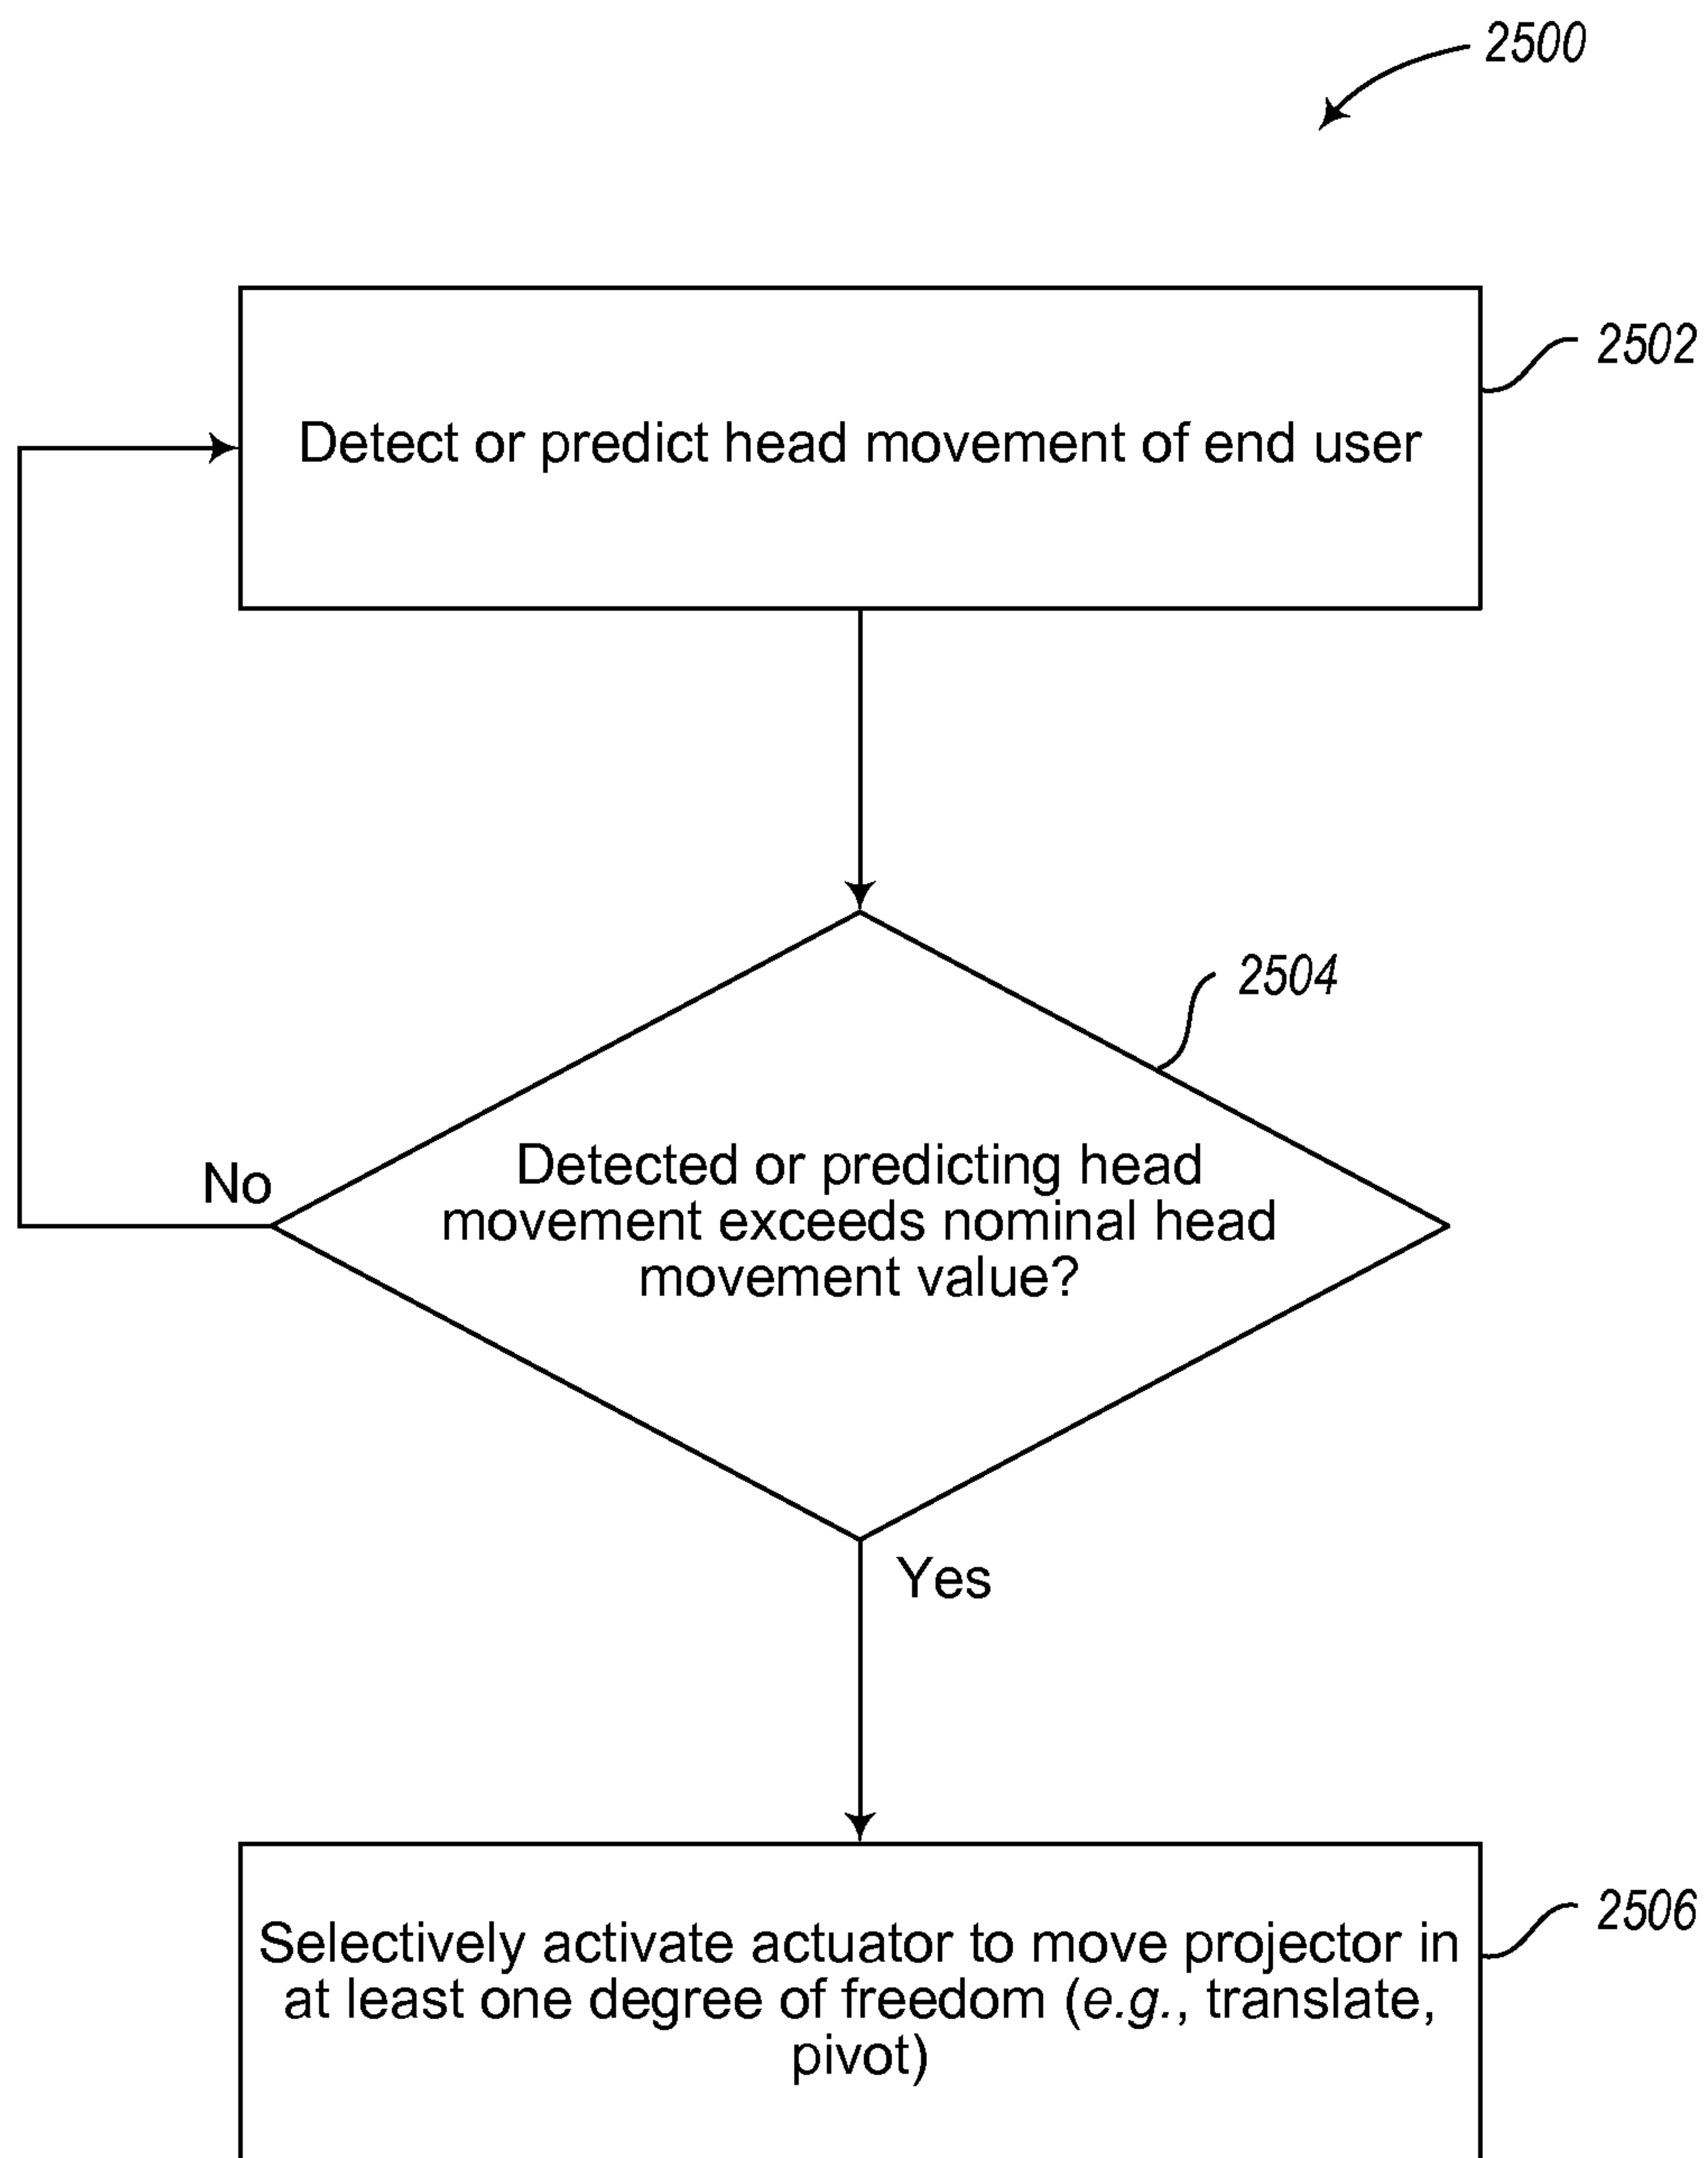 2500
2502
Detect or predict head movement of end user
2504
No
Detected or predicting head
movement exceeds nominal head
movement value?
Yes
2506
Selectively activate actuator to move projector in
at least one degree of freedom (e.g., translate,
pivot)